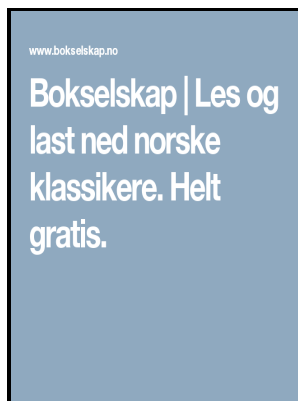 www.bokselskap.no
Bokselskap | Les og
last ned norske
klassikere. Helt
gratis.